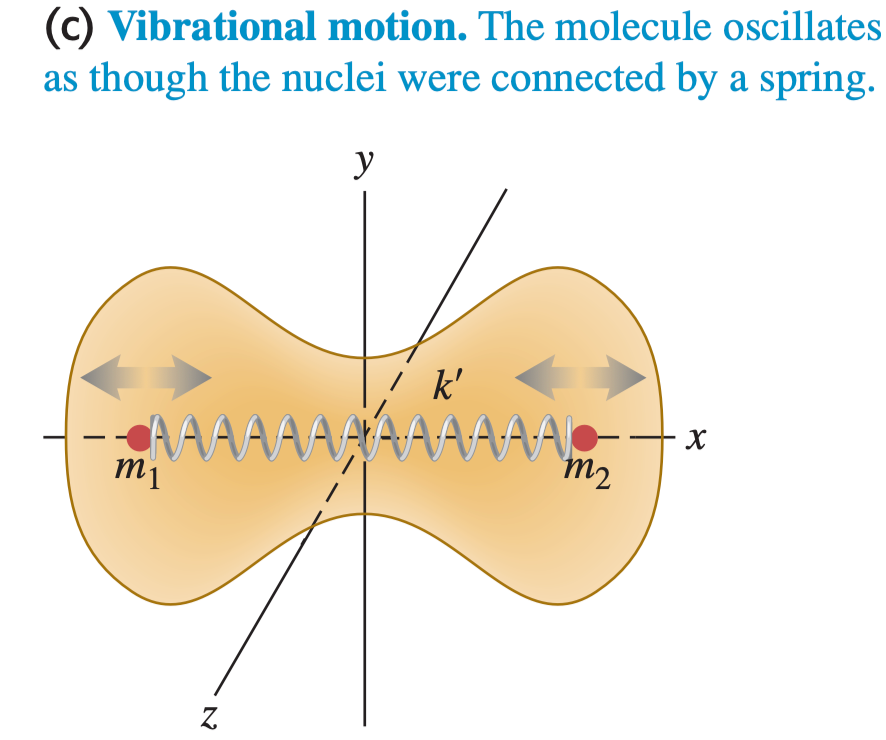 (c) Vibrational motion. The molecule oscillates
as though the nuclei were connected by a spring.
y
k′
x
m₁
m₂
z